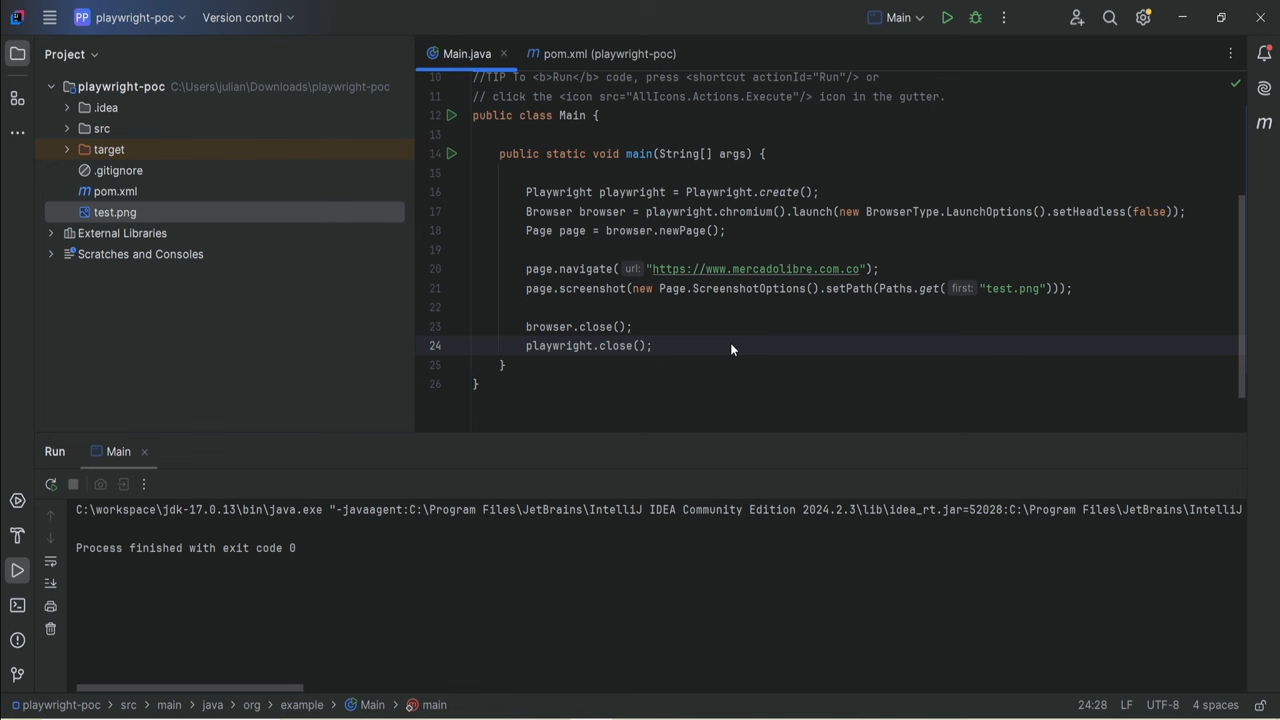 PP playwright-poc Version control Main
Project
Main.java
pom.xml (playwright-poc)
playwright-poc C:\Users\julian\Downloads\playwright-poc
.idea
src
target
.gitignore
pom.xml
test.png
External Libraries
Scratches and Consoles
10 //TIP To <b>Run</b> code, press <shortcut actionId="Run"/> or
11 // click the <icon src="AllIcons.Actions.Execute"/> icon in the gutter.
12 public class Main {
13
14 public static void main(String[] args) {
15
16 Playwright playwright = Playwright.create();
17 Browser browser = playwright.chromium().launch(new BrowserType.LaunchOptions().setHeadless(false));
18 Page page = browser.newPage();
19
20 page.navigate( url: "https://www.mercadolibre.com.co");
21 page.screenshot(new Page.ScreenshotOptions().setPath(Paths.get( first: "test.png")));
22
23 browser.close();
24 playwright.close();
25 }
26 }
Run Main
C:\workspace\jdk-17.0.13\bin\java.exe "-javaagent:C:\Program Files\JetBrains\IntelliJ IDEA Community Edition 2024.2.3\lib\idea_rt.jar=52028:C:\Program Files\JetBrains\IntelliJ
Process finished with exit code 0
playwright-poc > src > main > java > org > example > Main > main 24:28 LF UTF-8 4 spaces